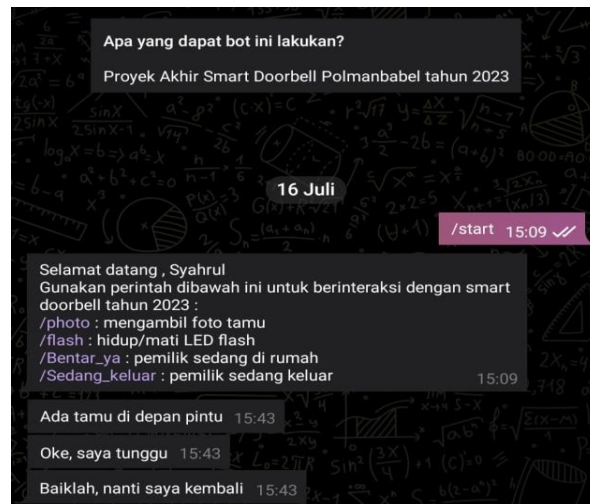 Apa yang dapat bot ini lakukan?
Proyek Akhir Smart Doorbell Polmanbabel tahun 2023
16 Juli
/start 15:09
Selamat datang , Syahrul
Gunakan perintah dibawah ini untuk berinteraksi dengan smart
doorbell tahun 2023 :
/photo : mengambil foto tamu
/flash : hidup/mati LED flash
/Bentar_ya : pemilik sedang di rumah
/Sedang_keluar : pemilik sedang keluar
15:09
Ada tamu di depan pintu 15:43
Oke, saya tunggu 15:43
Baiklah, nanti saya kembali 15:43